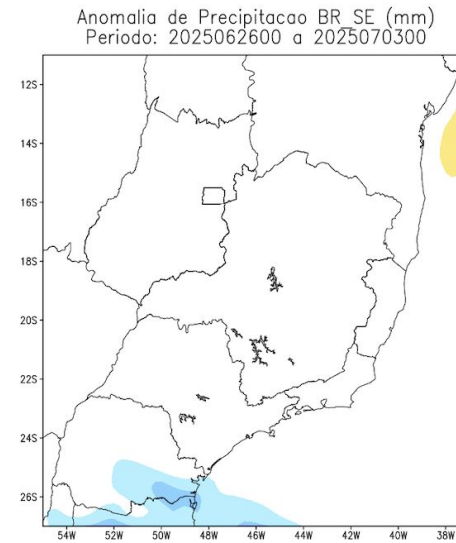 Anomalia de Precipitacao BR_SE (mm)
Periodo: 2025062600 a 2025070300
12S
14S
16S
18S
20S
22S
24S
26S
54W 52W 50W 48W 46W 44W 42W 40W 38W